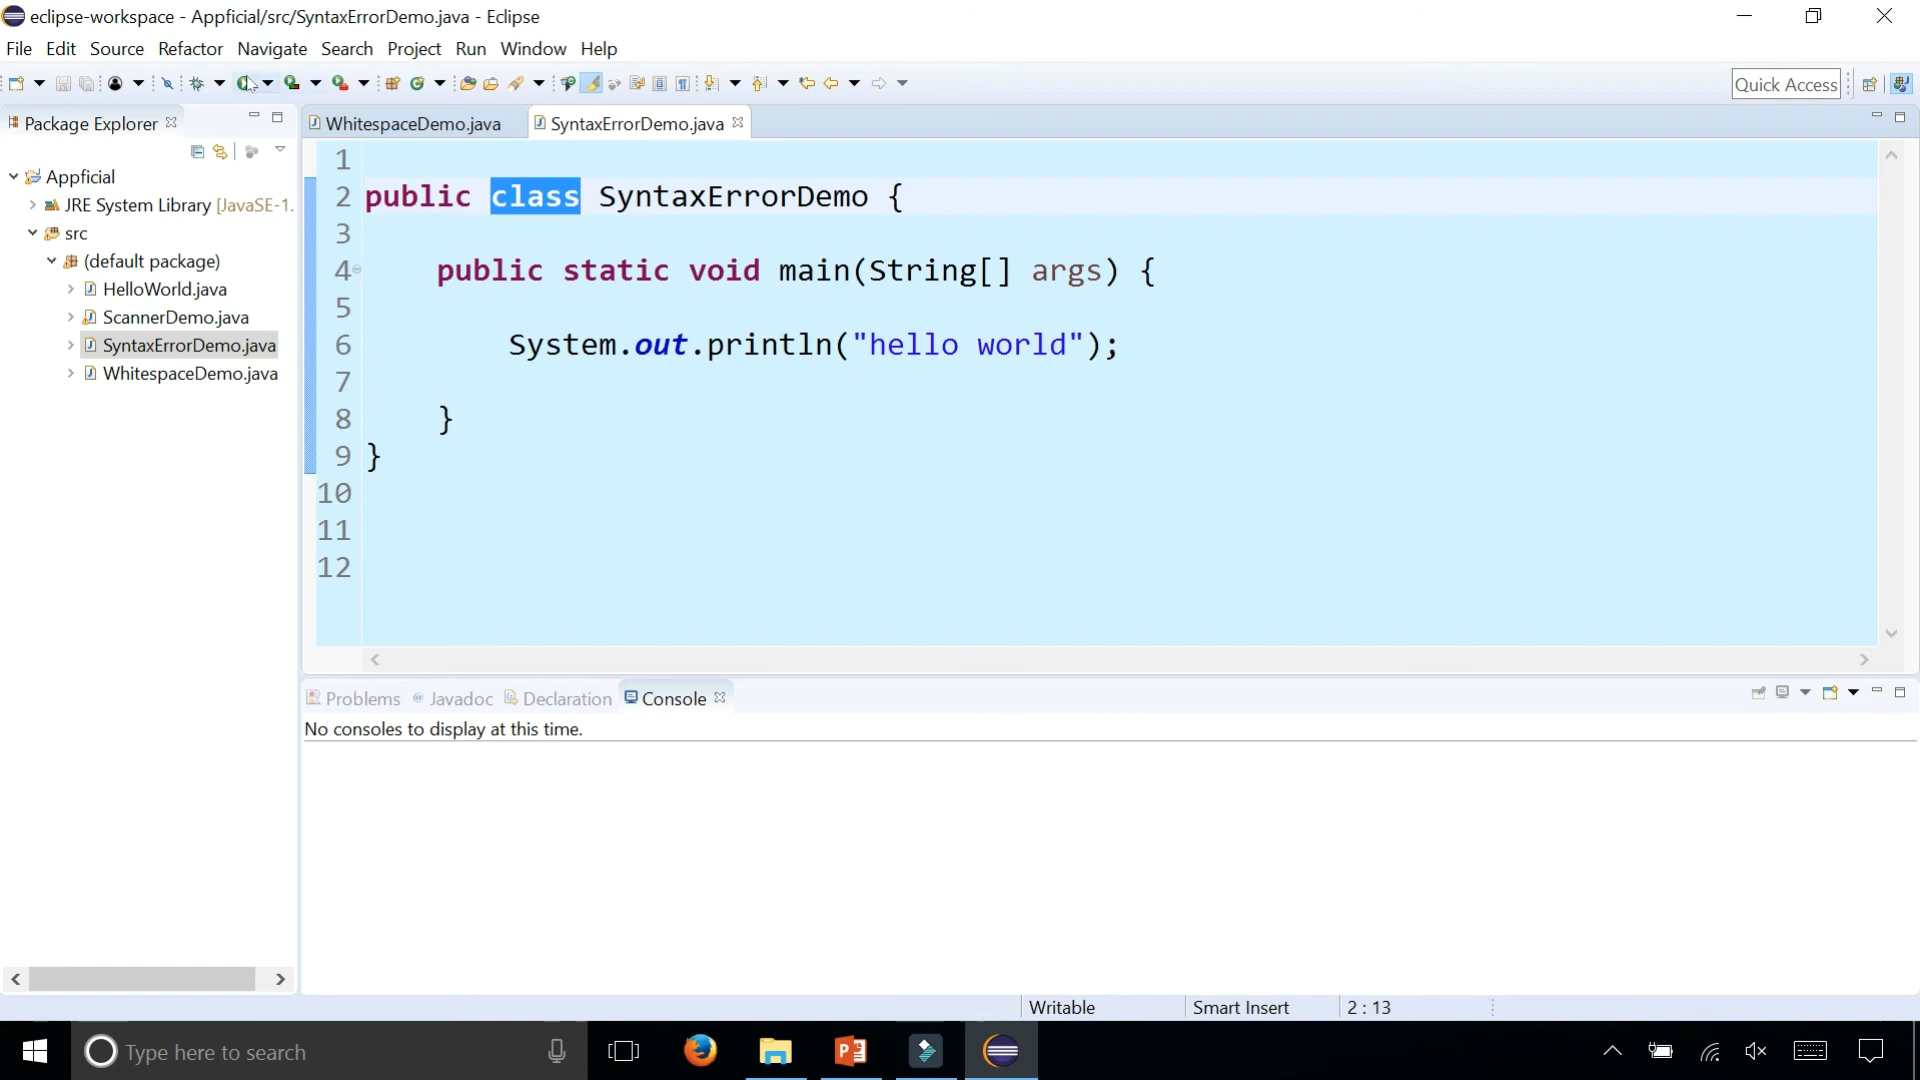 eclipse-workspace - Appficial/src/SyntaxErrorDemo.java - Eclipse
File Edit Source Refactor Navigate Search Project Run Window Help
Quick Access
Package Explorer
WhitespaceDemo.java
SyntaxErrorDemo.java
Appficial
JRE System Library [JavaSE-1.
src
(default package)
HelloWorld.java
ScannerDemo.java
SyntaxErrorDemo.java
WhitespaceDemo.java
1
2 public class SyntaxErrorDemo {
3
4 public static void main(String[] args) {
5
6 System.out.println("hello world");
7
8 }
9 }
10
11
12
Problems @ Javadoc Declaration Console
No consoles to display at this time.
Writable Smart Insert 2 : 13
Type here to search